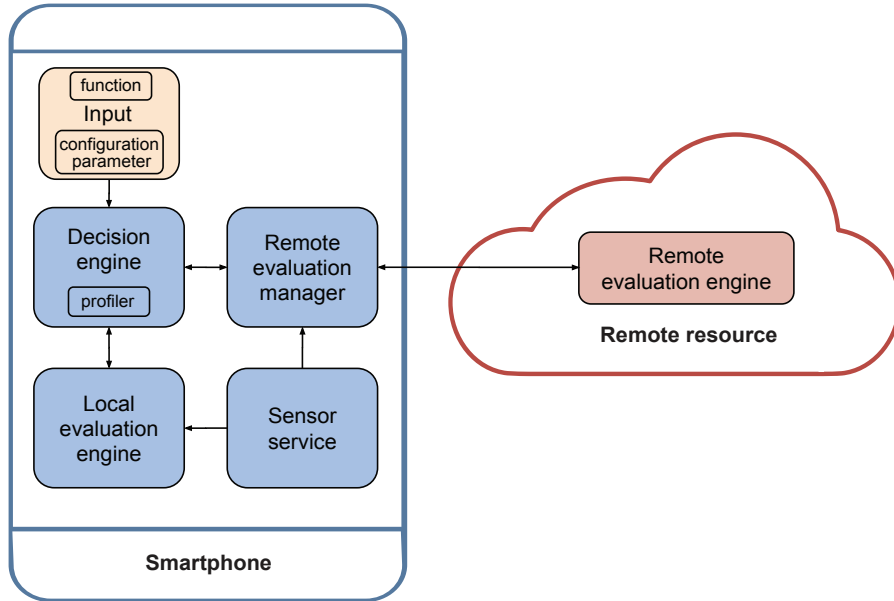 function
Input
configuration
parameter
Decision
engine
profiler
Remote
evaluation
manager
Local
evaluation
engine
Sensor
service
Smartphone
Remote
evaluation engine
Remote resource